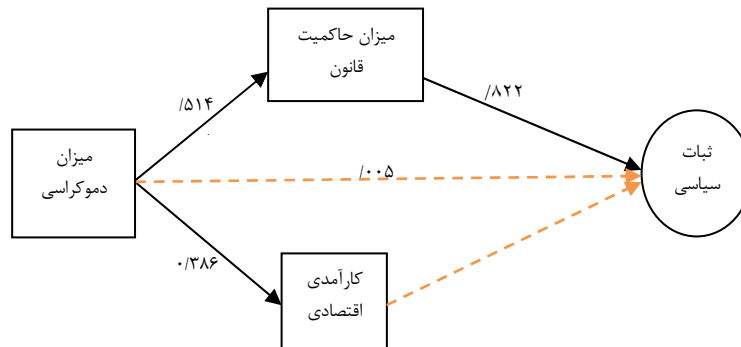 میزان حاکمیت
قانون
/۵۱۴
/۸۲۲
میزان
دموکراسی
/۰۰۵
ثبات
سیاسی
۰/۳۸۶
کارآمدی
اقتصادی